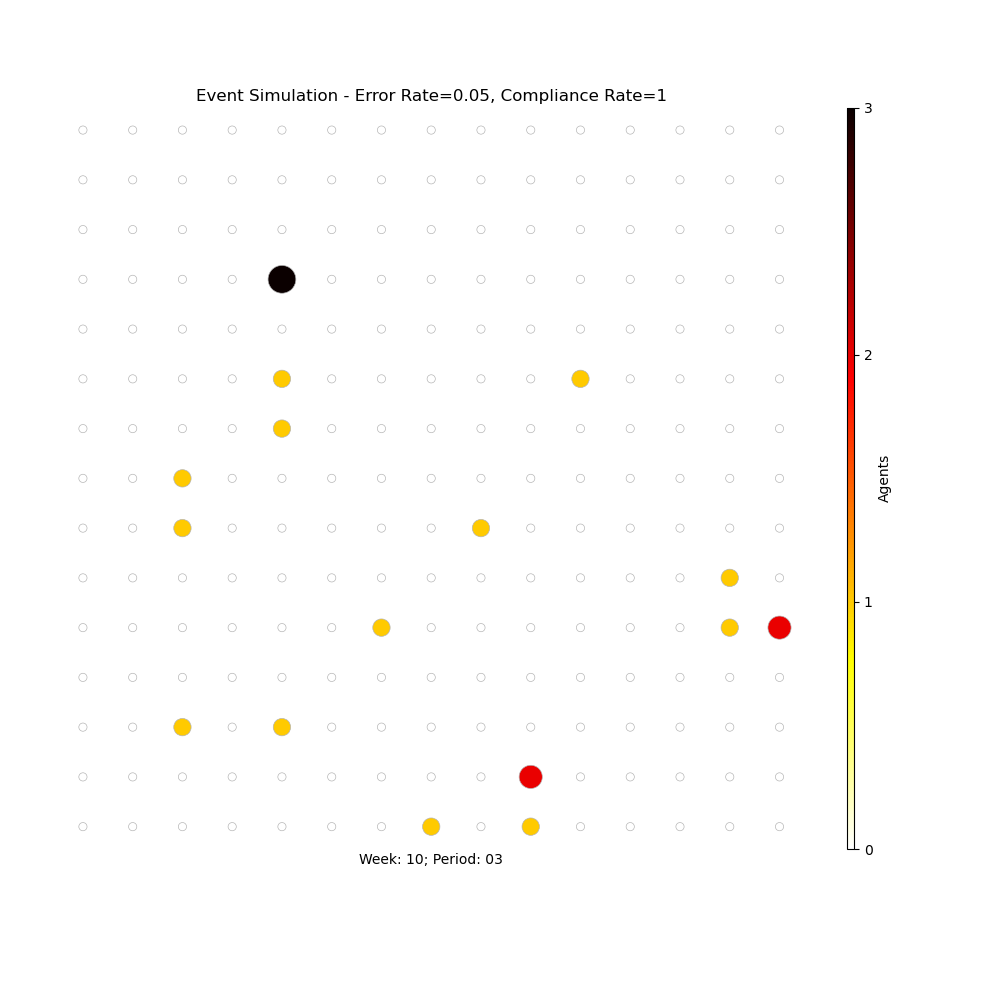 Event Simulation - Error Rate=0.05, Compliance Rate=1
3
2
Agents
1
0
Week: 10; Period: 03